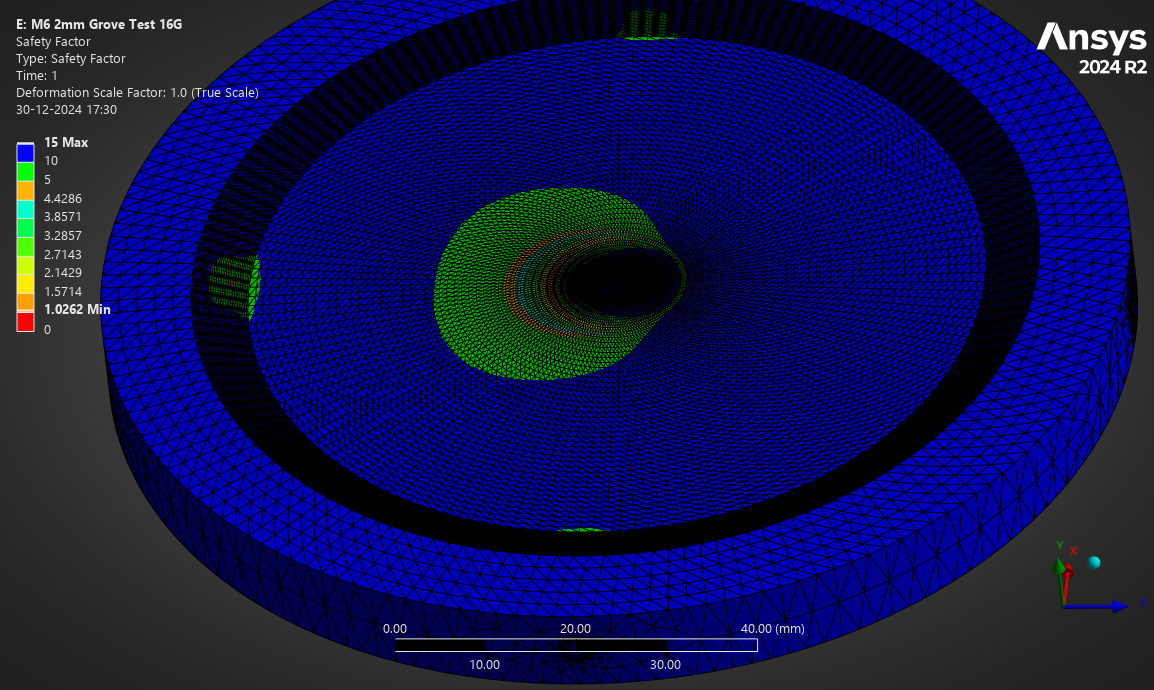 E: M6 2mm Grove Test 16G
Safety Factor
Type: Safety Factor
Time: 1
Deformation Scale Factor: 1.0 (True Scale)
30-12-2024 17:30
Ansys
2024 R2
15 Max
10
5
4.4286
3.8571
3.2857
2.7143
2.1429
1.5714
1.0262 Min
0
0.00 20.00 40.00 (mm)
10.00 30.00
Y X